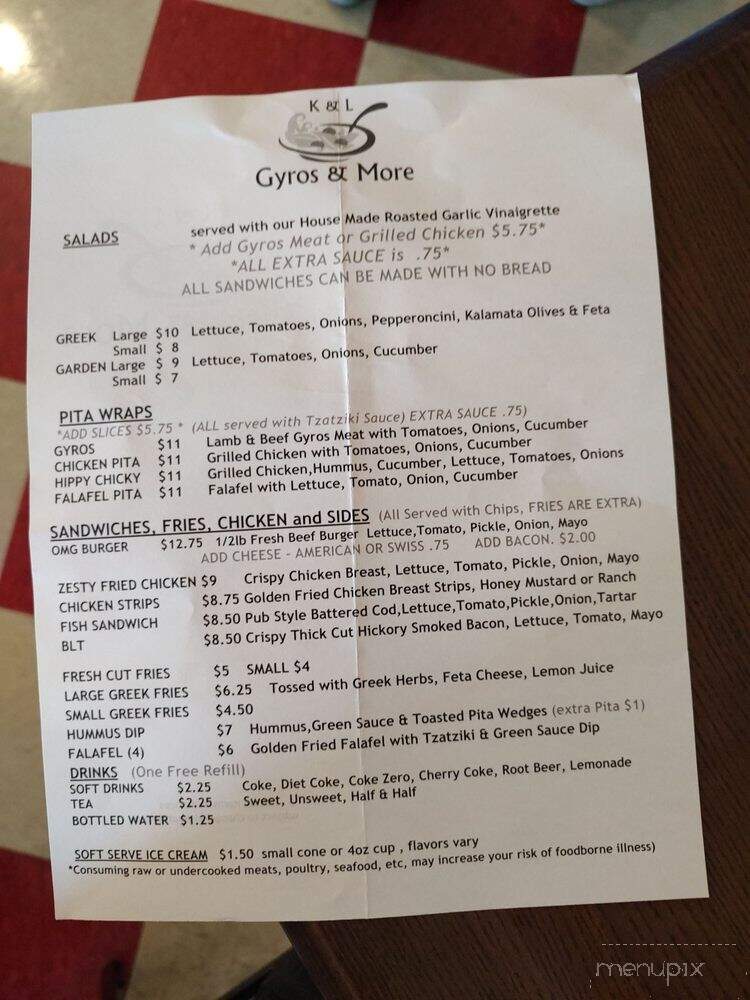 K & L
Gyros & More
SALADS served with our House Made Roasted Garlic Vinaigrette
* Add Gyros Meat or Grilled Chicken $5.75*
*ALL EXTRA SAUCE is .75*
ALL SANDWICHES CAN BE MADE WITH NO BREAD
GREEK Large $10 Lettuce, Tomatoes, Onions, Pepperoncini, Kalamata Olives & Feta
Small $ 8
GARDEN Large $ 9 Lettuce, Tomatoes, Onions, Cucumber
Small $ 7
PITA WRAPS
*ADD SLICES $5.75 * (ALL served with Tzatziki Sauce) EXTRA SAUCE .75)
GYROS $11 Lamb & Beef Gyros Meat with Tomatoes, Onions, Cucumber
CHICKEN PITA $11 Grilled Chicken with Tomatoes, Onions, Cucumber
HIPPY CHICKY $11 Grilled Chicken,Hummus, Cucumber, Lettuce, Tomatoes, Onions
FALAFEL PITA $11 Falafel with Lettuce, Tomato, Onion, Cucumber
SANDWICHES, FRIES, CHICKEN and SIDES (All Served with Chips, FRIES ARE EXTRA)
OMG BURGER $12.75 1/2lb Fresh Beef Burger Lettuce,Tomato, Pickle, Onion, Mayo
ADD CHEESE - AMERICAN OR SWISS .75 ADD BACON. $2.00
ZESTY FRIED CHICKEN $9 Crispy Chicken Breast, Lettuce, Tomato, Pickle, Onion, Mayo
CHICKEN STRIPS $8.75 Golden Fried Chicken Breast Strips, Honey Mustard or Ranch
FISH SANDWICH $8.50 Pub Style Battered Cod,Lettuce,Tomato,Pickle,Onion,Tartar
BLT $8.50 Crispy Thick Cut Hickory Smoked Bacon, Lettuce, Tomato, Mayo
FRESH CUT FRIES $5 SMALL $4
LARGE GREEK FRIES $6.25 Tossed with Greek Herbs, Feta Cheese, Lemon Juice
SMALL GREEK FRIES $4.50
HUMMUS DIP $7 Hummus,Green Sauce & Toasted Pita Wedges (extra Pita $1)
FALAFEL (4) $6 Golden Fried Falafel with Tzatziki & Green Sauce Dip
DRINKS (One Free Refill)
SOFT DRINKS $2.25 Coke, Diet Coke, Coke Zero, Cherry Coke, Root Beer, Lemonade
TEA $2.25 Sweet, Unsweet, Half & Half
BOTTLED WATER $1.25
SOFT SERVE ICE CREAM $1.50 small cone or 4oz cup , flavors vary
*Consuming raw or undercooked meats, poultry, seafood, etc, may increase your risk of foodborne illness)
menupix